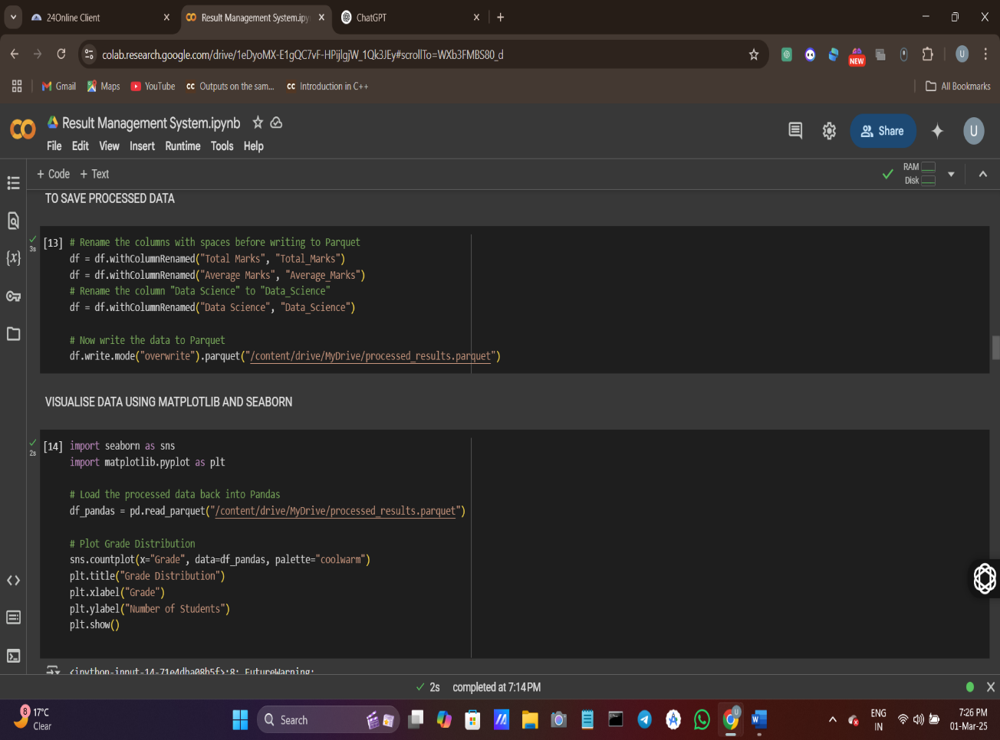 24Online Client
Result Management System.ipy
ChatGPT
colab.research.google.com/drive/1eDyoMX-E1gQC7vF-HPijlgjW_1Qk3JEy#scrollTo=WXb3FMBS80_d
NEW
U
Gmail
Maps
YouTube
CC Outputs on the sam...
CC Introduction in C++
All Bookmarks
Result Management System.ipynb
File Edit View Insert Runtime Tools Help
Share
U
+ Code + Text
RAM
Disk
TO SAVE PROCESSED DATA
3s
[13] # Rename the columns with spaces before writing to Parquet
df = df.withColumnRenamed("Total Marks", "Total_Marks")
df = df.withColumnRenamed("Average Marks", "Average_Marks")
# Rename the column "Data Science" to "Data_Science"
df = df.withColumnRenamed("Data Science", "Data_Science")
# Now write the data to Parquet
df.write.mode("overwrite").parquet("/content/drive/MyDrive/processed_results.parquet")
VISUALISE DATA USING MATPLOTLIB AND SEABORN
2s
[14] import seaborn as sns
import matplotlib.pyplot as plt
# Load the processed data back into Pandas
df_pandas = pd.read_parquet("/content/drive/MyDrive/processed_results.parquet")
# Plot Grade Distribution
sns.countplot(x="Grade", data=df_pandas, palette="coolwarm")
plt.title("Grade Distribution")
plt.xlabel("Grade")
plt.ylabel("Number of Students")
plt.show()
<ipython-input-14-71e4dba08b5f>:8: FutureWarning:
2s completed at 7:14 PM
8
17°C
Clear
Search
U
W
ENG
IN
7:26 PM
01-Mar-25